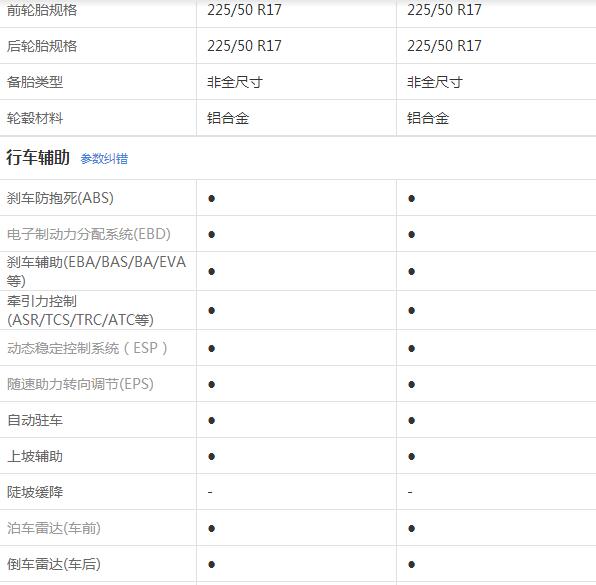 前轮胎规格 225/50 R17 225/50 R17
后轮胎规格 225/50 R17 225/50 R17
备胎类型 非全尺寸 非全尺寸
轮毂材料 铝合金 铝合金
行车辅助 参数纠错
刹车防抱死(ABS) ● ●
电子制动力分配系统(EBD) ● ●
刹车辅助(EBA/BAS/BA/EVA
等) ● ●
牵引力控制
(ASR/TCS/TRC/ATC等) ● ●
动态稳定控制系统（ESP） ● ●
随速助力转向调节(EPS) ● ●
自动驻车 ● ●
上坡辅助 ● ●
陡坡缓降 - -
泊车雷达(车前) ● ●
倒车雷达(车后) ● ●